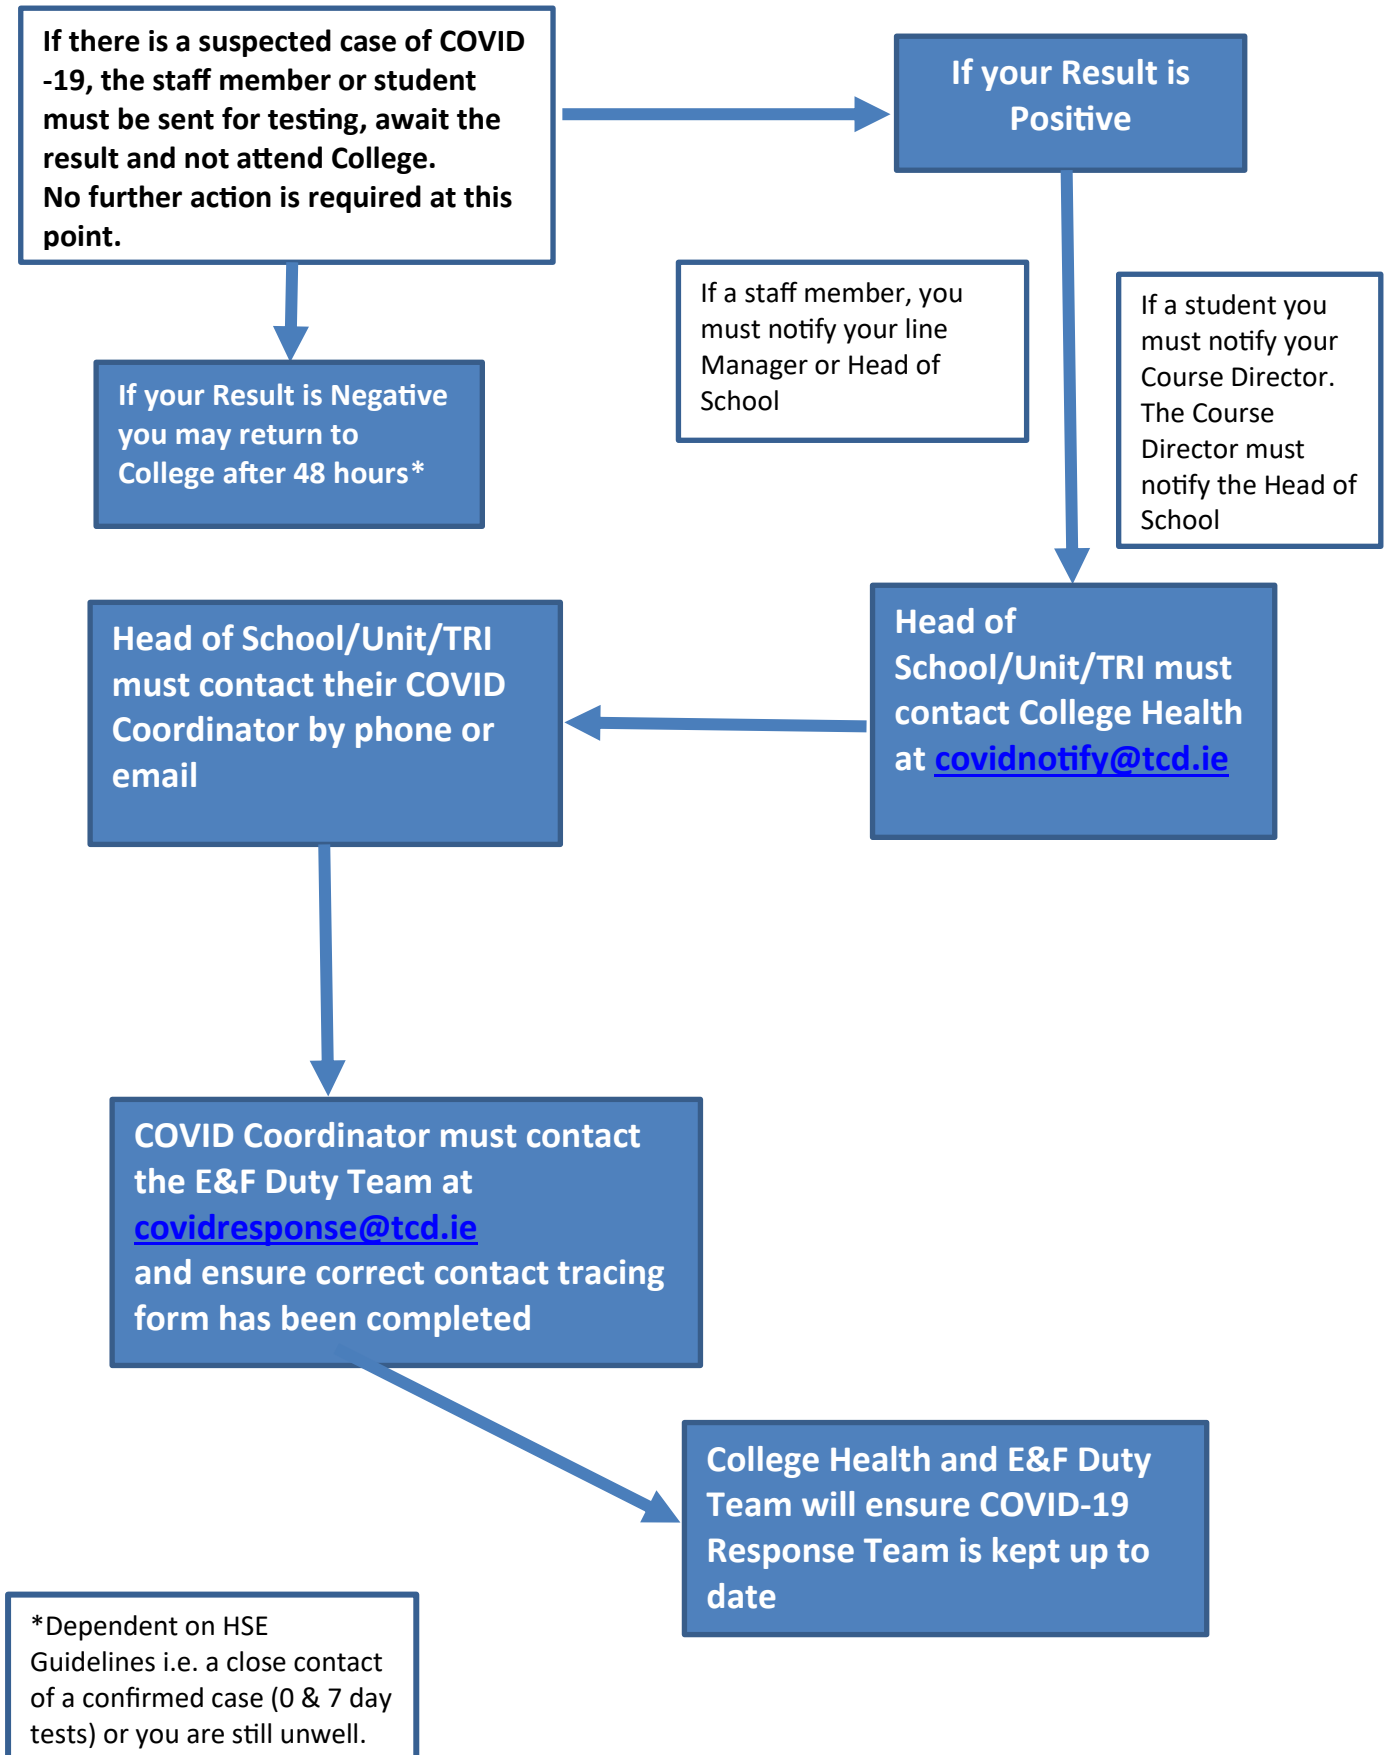 If there is a suspected case of COVID
-19, the staff member or student
must be sent for testing, await the
result and not attend College.
No further action is required at this
point.
If your Result is
Positive
If a staff member, you
must notify your line
Manager or Head of
School
If a student you
must notify your
Course Director.
The Course
Director must
notify the Head of
School
If your Result is Negative
you may return to
College after 48 hours*
Head of
School/Unit/TRI must
contact College Health
at covidnotify@tcd.ie
Head of School/Unit/TRI
must contact their COVID
Coordinator by phone or
email
COVID Coordinator must contact
the E&F Duty Team at
covidresponse@tcd.ie
and ensure correct contact tracing
form has been completed
College Health and E&F Duty
Team will ensure COVID-19
Response Team is kept up to
date
*Dependent on HSE
Guidelines i.e. a close contact
of a confirmed case (0 & 7 day
tests) or you are still unwell.